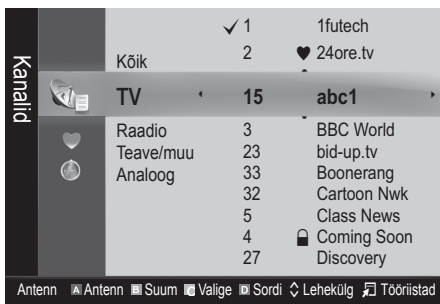 Kanalid
✓ 1 1futech
Kõik 2 ♥ 24ore.tv
TV 15 abc1
Raadio 3 BBC World
Teave/muu 23 bid-up.tv
Analoog 33 Boonerang
32 Cartoon Nwk
5 Class News
4 Coming Soon
27 Discovery
Antenn A Antenn B Suum C Valige D Sordi Lehekülg Tööriistad